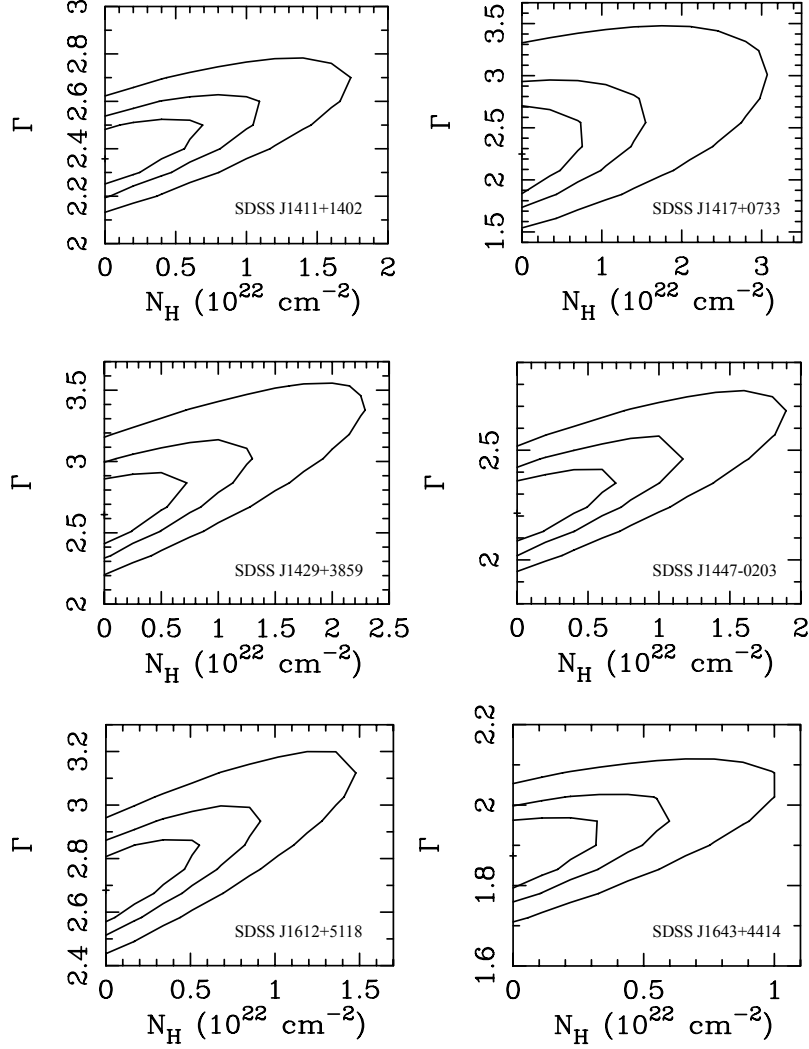 2 2.2 2.4 2.6 2.8 3
Γ
SDSS J1411+1402
0 0.5 1 1.5 2
N_H (10^22 cm^−2)
1.5 2 2.5 3 3.5
Γ
SDSS J1417+0733
0 1 2 3
N_H (10^22 cm^−2)
2 2.5 3 3.5
Γ
SDSS J1429+3859
0 0.5 1 1.5 2 2.5
N_H (10^22 cm^−2)
2 2.5
Γ
SDSS J1447-0203
0 0.5 1 1.5 2
N_H (10^22 cm^−2)
2.4 2.6 2.8 3 3.2
Γ
SDSS J1612+5118
0 0.5 1 1.5
N_H (10^22 cm^−2)
1.6 1.8 2 2.2
Γ
SDSS J1643+4414
0 0.5 1
N_H (10^22 cm^−2)